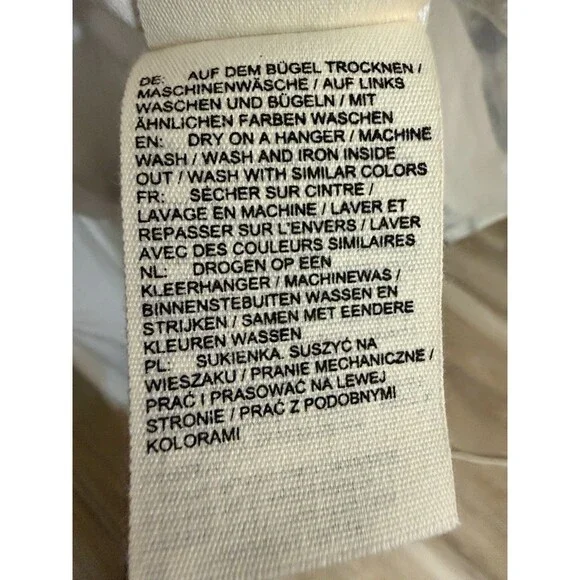 DE: AUF DEM BÜGEL TROCKNEN /
MASCHINENWÄSCHE / AUF LINKS
WASCHEN UND BÜGELN / MIT
ÄHNLICHEN FARBEN WASCHEN
EN: DRY ON A HANGER / MACHINE
WASH / WASH AND IRON INSIDE
OUT / WASH WITH SIMILAR COLORS
FR: SÉCHER SUR CINTRE /
LAVAGE EN MACHINE / LAVER ET
REPASSER SUR L'ENVERS / LAVER
AVEC DES COULEURS SIMILAIRES
NL: DROGEN OP EEN
KLEERHANGER / MACHINEWAS /
BINNENSTEBUITEN WASSEN EN
STRIJKEN / SAMEN MET EENDERE
KLEUREN WASSEN
PL: SUKIENKA. SUSZYĆ NA
WIESZAKU / PRANIE MECHANICZNE /
PRAĆ I PRASOWAĆ NA LEWEJ
STRONIE / PRAĆ Z PODOBNYMI
KOLORAMI